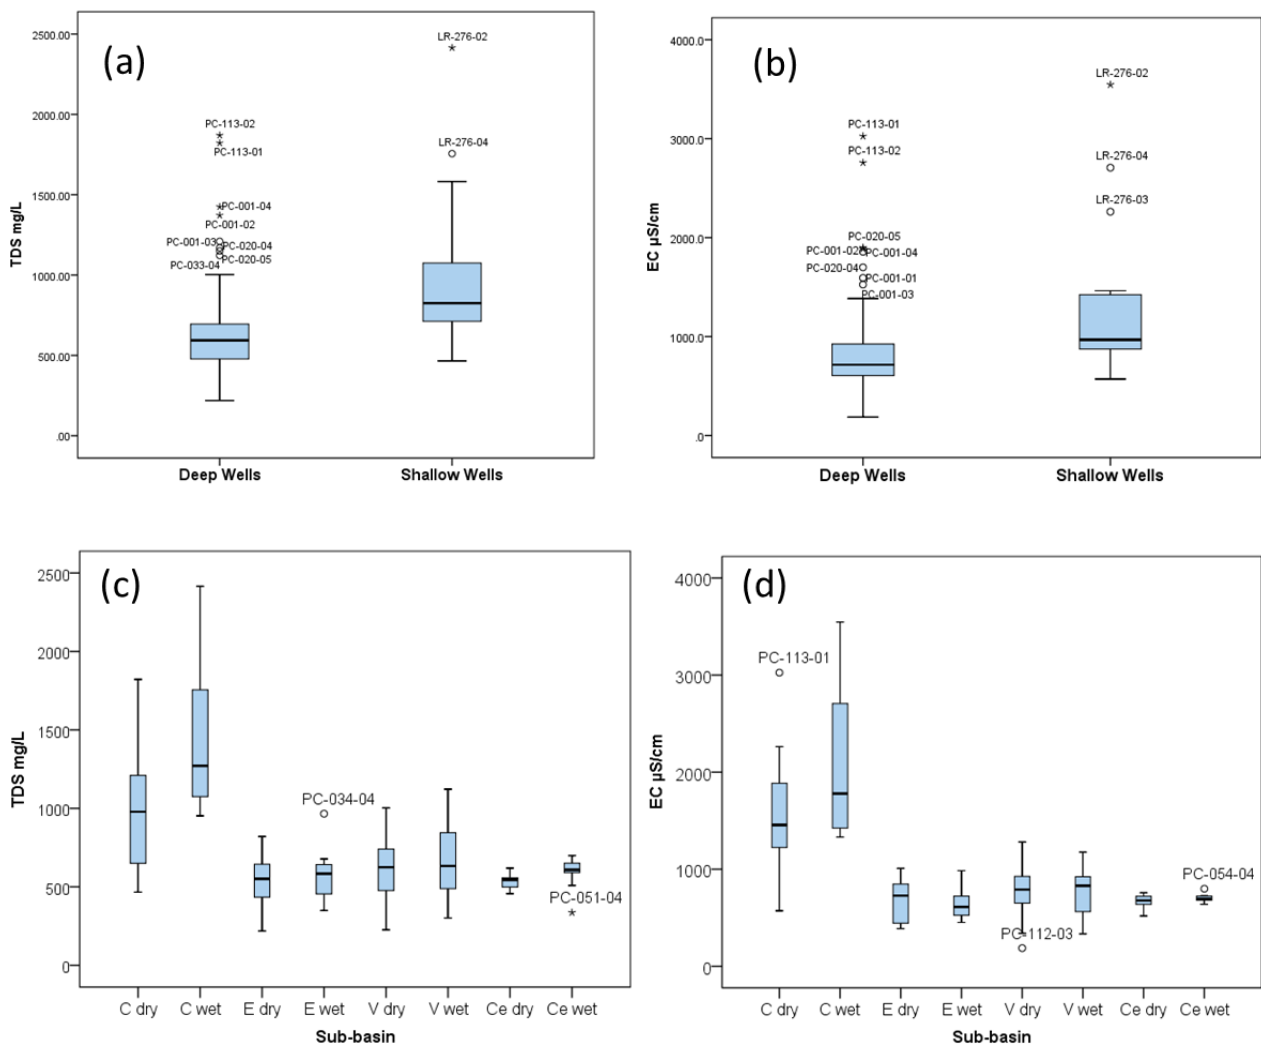 (a)
TDS mg/L
2500.00
2000.00
1500.00
1000.00
500.00
.00
LR-276-02
LR-276-04
PC-113-02
PC-113-01
PC-001-04
PC-001-02
PC-001-03
PC-020-04
PC-020-05
PC-033-04
Deep Wells
Shallow Wells
(b)
EC µS/cm
4000.0
3000.0
2000.0
1000.0
.0
LR-276-02
LR-276-04
LR-276-03
PC-113-01
PC-113-02
PC-020-05
PC-001-02
PC-001-04
PC-020-04
PC-001-01
PC-001-03
Deep Wells
Shallow Wells
(c)
TDS mg/L
2500
2000
1500
1000
500
0
PC-034-04
PC-051-04
C dry
C wet
E dry
E wet
V dry
V wet
Ce dry
Ce wet
Sub-basin
(d)
EC µS/cm
4000
3000
2000
1000
0
PC-113-01
PC-112-03
PC-054-04
C dry
C wet
E dry
E wet
V dry
V wet
Ce dry
Ce wet
Sub-basin